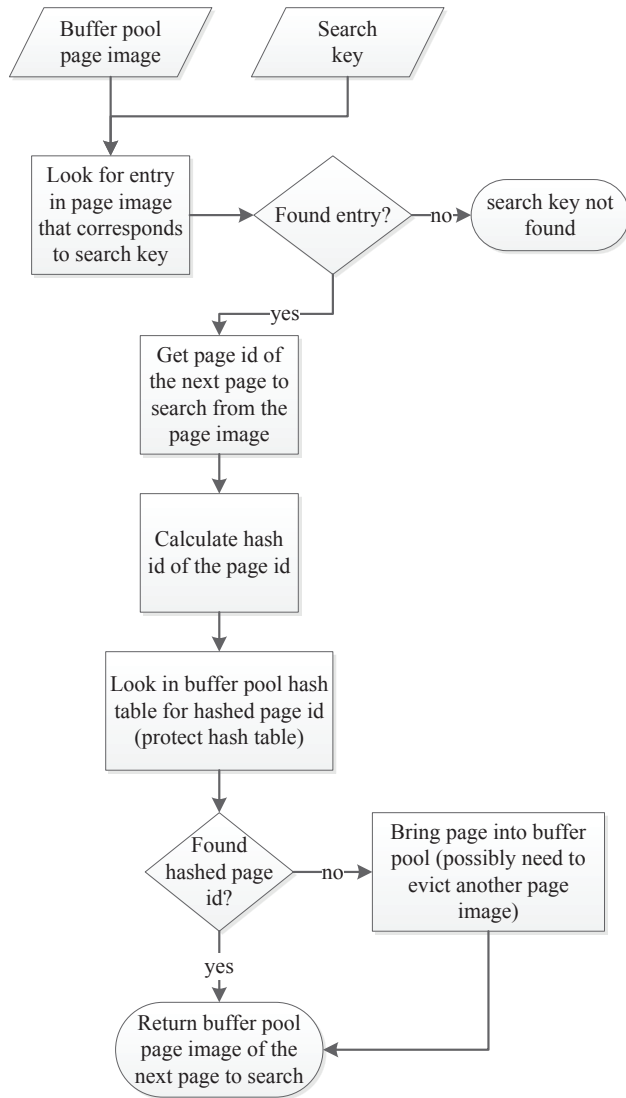 Buffer pool
page image
Search
key
Look for entry
in page image
that corresponds
to search key
Found entry?
no
search key not
found
yes
Get page id of
the next page to
search from the
page image
Calculate hash
id of the page id
Look in buffer pool hash
table for hashed page id
(protect hash table)
Found
hashed page
id?
no
Bring page into buffer
pool (possibly need to
evict another page
image)
yes
Return buffer pool
page image of the
next page to search